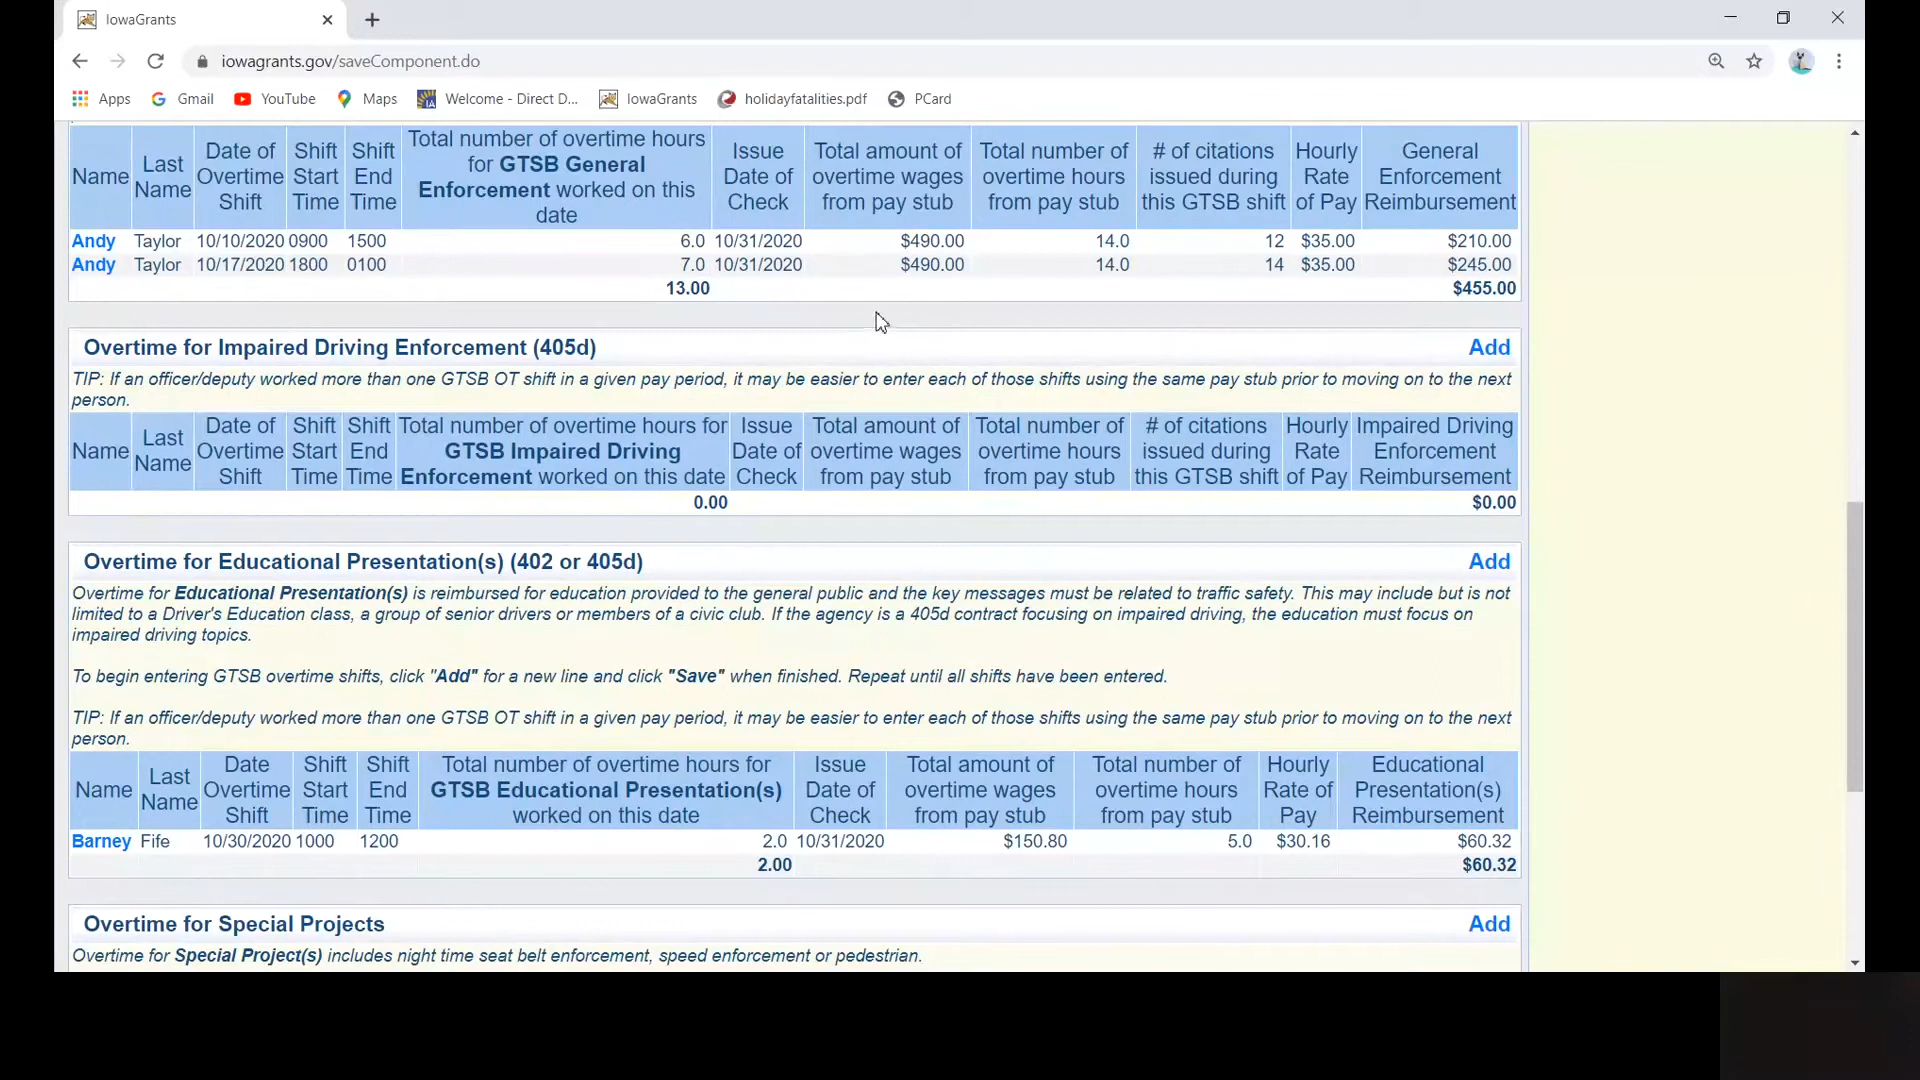 IowaGrants
iowagrants.gov/saveComponent.do
Apps Gmail YouTube Maps Welcome - Direct D... IowaGrants holidayfatalities.pdf PCard
Name Last Name Date of Overtime Shift Shift Start Time Shift End Time Total number of overtime hours for GTSB General Enforcement worked on this date Issue Date of Check Total amount of overtime wages from pay stub Total number of overtime hours from pay stub # of citations issued during this GTSB shift Hourly Rate of Pay General Enforcement Reimbursement
Andy Taylor 10/10/2020 0900 1500 6.0 10/31/2020 $490.00 14.0 12 $35.00 $210.00
Andy Taylor 10/17/2020 1800 0100 7.0 10/31/2020 $490.00 14.0 14 $35.00 $245.00
13.00 $455.00
Overtime for Impaired Driving Enforcement (405d) Add
TIP: If an officer/deputy worked more than one GTSB OT shift in a given pay period, it may be easier to enter each of those shifts using the same pay stub prior to moving on to the next
person.
Name Last Name Date of Overtime Shift Shift Start Time Shift End Time Total number of overtime hours for GTSB Impaired Driving Enforcement worked on this date Issue Date of Check Total amount of overtime wages from pay stub Total number of overtime hours from pay stub # of citations issued during this GTSB shift Hourly Rate of Pay Impaired Driving Enforcement Reimbursement
0.00 $0.00
Overtime for Educational Presentation(s) (402 or 405d) Add
Overtime for Educational Presentation(s) is reimbursed for education provided to the general public and the key messages must be related to traffic safety. This may include but is not
limited to a Driver's Education class, a group of senior drivers or members of a civic club. If the agency is a 405d contract focusing on impaired driving, the education must focus on
impaired driving topics.
To begin entering GTSB overtime shifts, click "Add" for a new line and click "Save" when finished. Repeat until all shifts have been entered.
TIP: If an officer/deputy worked more than one GTSB OT shift in a given pay period, it may be easier to enter each of those shifts using the same pay stub prior to moving on to the next
person.
Name Last Name Date Overtime Shift Shift Start Time Shift End Time Total number of overtime hours for GTSB Educational Presentation(s) worked on this date Issue Date of Check Total amount of overtime wages from pay stub Total number of overtime hours from pay stub Hourly Rate of Pay Educational Presentation(s) Reimbursement
Barney Fife 10/30/2020 1000 1200 2.0 10/31/2020 $150.80 5.0 $30.16 $60.32
2.00 $60.32
Overtime for Special Projects Add
Overtime for Special Project(s) includes night time seat belt enforcement, speed enforcement or pedestrian.